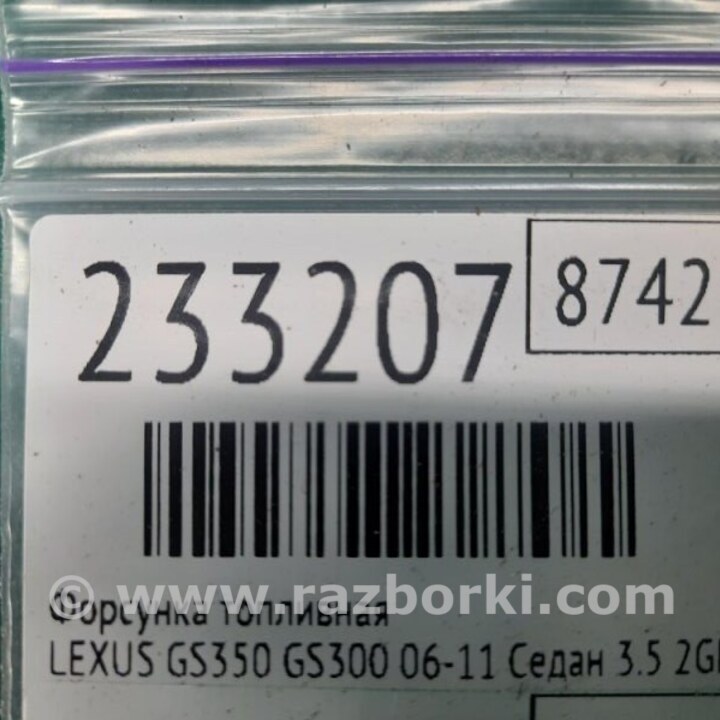 233207
8742
© www.razborki.com
Форсунка топливная
LEXUS GS350 GS300 06-11 Седан 3.5